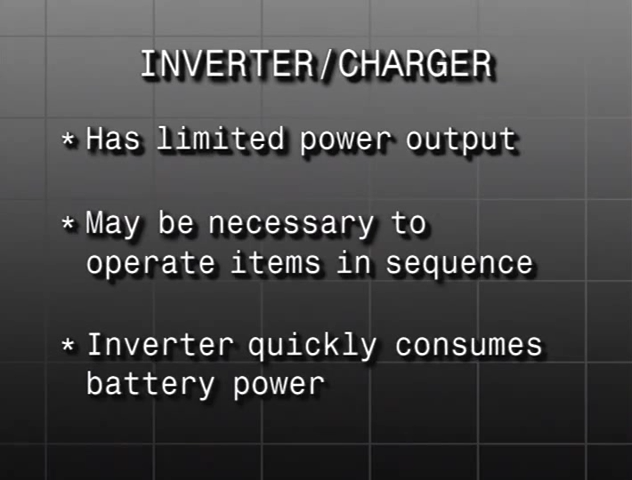 INVERTER/CHARGER
* Has limited power output
* May be necessary to
operate items in sequence
* Inverter quickly consumes
battery power